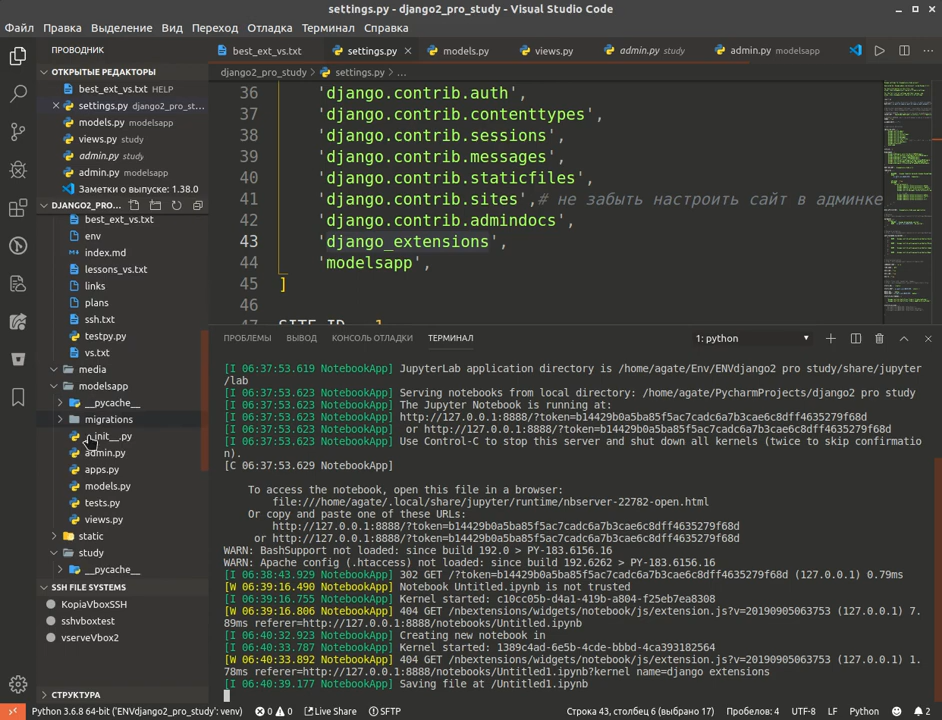 settings.py - django2_pro_study - Visual Studio Code
Файл Правка Выделение Вид Переход Отладка Терминал Справка
ПРОВОДНИК
ОТКРЫТЫЕ РЕДАКТОРЫ
best_ext_vs.txt HELP
settings.py django2_pro_st...
models.py modelsapp
views.py study
admin.py study
admin.py modelsapp
Заметки о выпуске: 1.38.0
DJANGO2_PRO...
best_ext_vs.txt
env
index.md
lessons_vs.txt
links
plans
ssh.txt
testpy.py
vs.txt
media
modelsapp
__pycache__
migrations
__init__.py
admin.py
apps.py
models.py
tests.py
views.py
static
study
__pycache__
SSH FILE SYSTEMS
KopiaVboxSSH
sshvboxtest
vserveVbox2
СТРУКТУРА
best_ext_vs.txt settings.py models.py views.py admin.py study admin.py modelsapp
django2_pro_study settings.py ...
36 'django.contrib.auth',
37 'django.contrib.contenttypes',
38 'django.contrib.sessions',
39 'django.contrib.messages',
40 'django.contrib.staticfiles',
41 'django.contrib.sites',# не забыть настроить сайт в админке
42 'django.contrib.admindocs',
43 'django_extensions',
44 'modelsapp',
45 ]
46
47 SITE_ID = 1
ПРОБЛЕМЫ ВЫВОД КОНСОЛЬ ОТЛАДКИ ТЕРМИНАЛ 1: python
[I 06:37:53.619 NotebookApp] JupyterLab application directory is /home/agate/Env/ENVdjango2 pro study/share/jupyter
/lab
[I 06:37:53.623 NotebookApp] Serving notebooks from local directory: /home/agate/PycharmProjects/django2 pro study
[I 06:37:53.623 NotebookApp] The Jupyter Notebook is running at:
[I 06:37:53.623 NotebookApp] http://127.0.0.1:8888/?token=b14429b0a5ba85f5ac7cadc6a7b3cae6c8dff4635279f68d
[I 06:37:53.623 NotebookApp] or http://127.0.0.1:8888/?token=b14429b0a5ba85f5ac7cadc6a7b3cae6c8dff4635279f68d
[I 06:37:53.623 NotebookApp] Use Control-C to stop this server and shut down all kernels (twice to skip confirmatio
n).
[C 06:37:53.629 NotebookApp]
To access the notebook, open this file in a browser:
file:///home/agate/.local/share/jupyter/runtime/nbserver-22782-open.html
Or copy and paste one of these URLs:
http://127.0.0.1:8888/?token=b14429b0a5ba85f5ac7cadc6a7b3cae6c8dff4635279f68d
or http://127.0.0.1:8888/?token=b14429b0a5ba85f5ac7cadc6a7b3cae6c8dff4635279f68d
WARN: BashSupport not loaded: since build 192.0 > PY-183.6156.16
WARN: Apache config (.htaccess) not loaded: since build 192.6262 > PY-183.6156.16
[I 06:38:43.929 NotebookApp] 302 GET /?token=b14429b0a5ba85f5ac7cadc6a7b3cae6c8dff4635279f68d (127.0.0.1) 0.79ms
[I 06:39:16.490 NotebookApp] Notebook Untitled.ipynb is not trusted
[I 06:39:16.755 NotebookApp] Kernel started: c10cc05b-d4a1-419b-a804-f25eb7ea8308
[W 06:39:16.806 NotebookApp] 404 GET /nbextensions/widgets/notebook/js/extension.js?v=20190905063753 (127.0.0.1) 7.
89ms referer=http://127.0.0.1:8888/notebooks/Untitled.ipynb
[I 06:40:32.923 NotebookApp] Creating new notebook in
[I 06:40:33.787 NotebookApp] Kernel started: 1389c4ad-6e5b-4cde-bbbd-4ca393182564
[W 06:40:33.892 NotebookApp] 404 GET /nbextensions/widgets/notebook/js/extension.js?v=20190905063753 (127.0.0.1) 1.
78ms referer=http://127.0.0.1:8888/notebooks/Untitled1.ipynb?kernel name=django extensions
[I 06:40:39.177 NotebookApp] Saving file at /Untitled1.ipynb
Python 3.6.8 64-bit ('ENVdjango2_pro_study': venv) 0 0 Live Share SFTP Строка 43, столбец 6 (выбрано 17) Пробелов: 4 UTF-8 LF Python 2